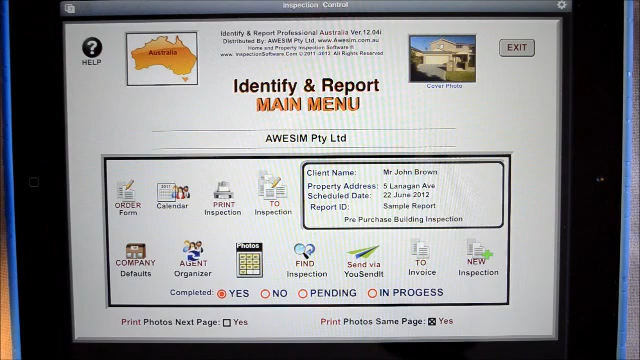 Inspection Control
Identify & Report Professional Australia Ver.12.04i
Distributed By: AWESIM Pty Ltd, www.Awesim.com.au
Home and Property Inspection Software ®
www.InspectionSoftware.Com © 2011-2012. All Rights Reserved
HELP
Australia
EXIT
Cover Photo
Identify & Report
MAIN MENU
AWESIM Pty Ltd
Client Name: Mr John Brown
Property Address: 5 Lanagan Ave
Scheduled Date: 22 June 2012
Report ID: Sample Report
Pre Purchase Building Inspection
ORDER Form
2011
Calendar
PRINT Inspection
TO Inspection
COMPANY Defaults
AGENT Organizer
Photos
FIND Inspection
Send via YouSendIt
TO Invoice
NEW Inspection
Completed: YES NO PENDING IN PROGESS
Print Photos Next Page: Yes
Print Photos Same Page: Yes